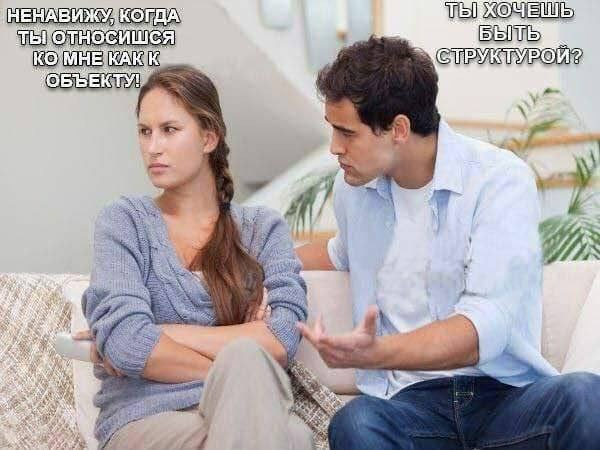 НЕНАВИЖУ, КОГДА
ТЫ ОТНОСИШСЯ
КО МНЕ КАК К
ОБЪЕКТУ!
ТЫ ХОЧЕШЬ
БЫТЬ
СТРУКТУРОЙ?